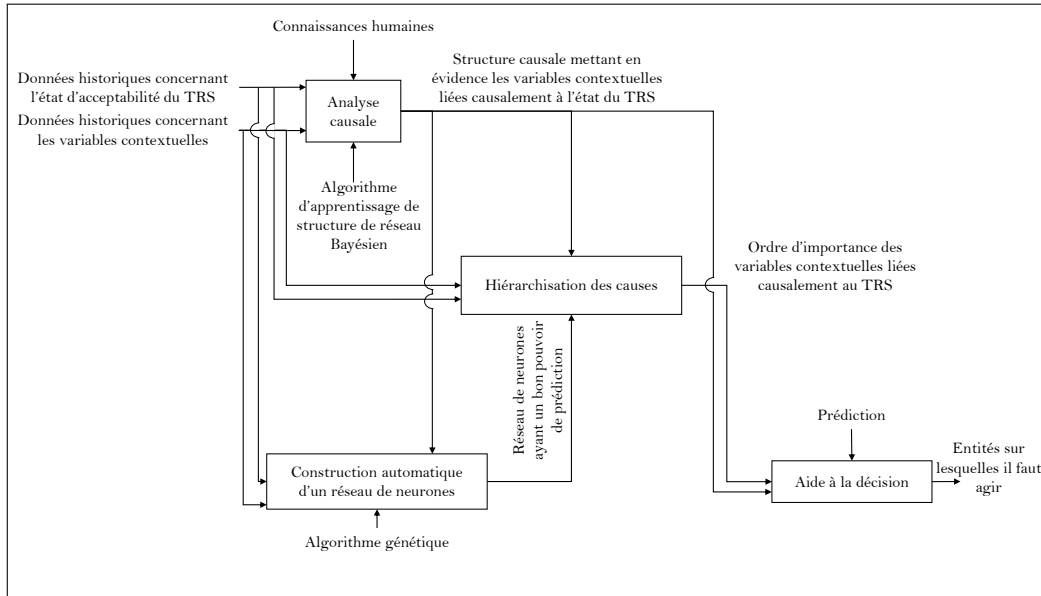 Connaissances humaines
Données historiques concernant
l'état d'acceptabilité du TRS
Données historiques concernant
les variables contextuelles
Analyse
causale
Structure causale mettant en
évidence les variables contextuelles
liées causalement à l'état du TRS
Algorithme
d'apprentissage de
structure de réseau
Bayésien
Hiérarchisation des causes
Ordre d'importance des
variables contextuelles liées
causalement au TRS
Réseau de neurones
ayant un bon pouvoir
de prédiction
Construction automatique
d'un réseau de neurones
Algorithme génétique
Prédiction
Aide à la décision
Entités sur
lesquelles il faut
agir